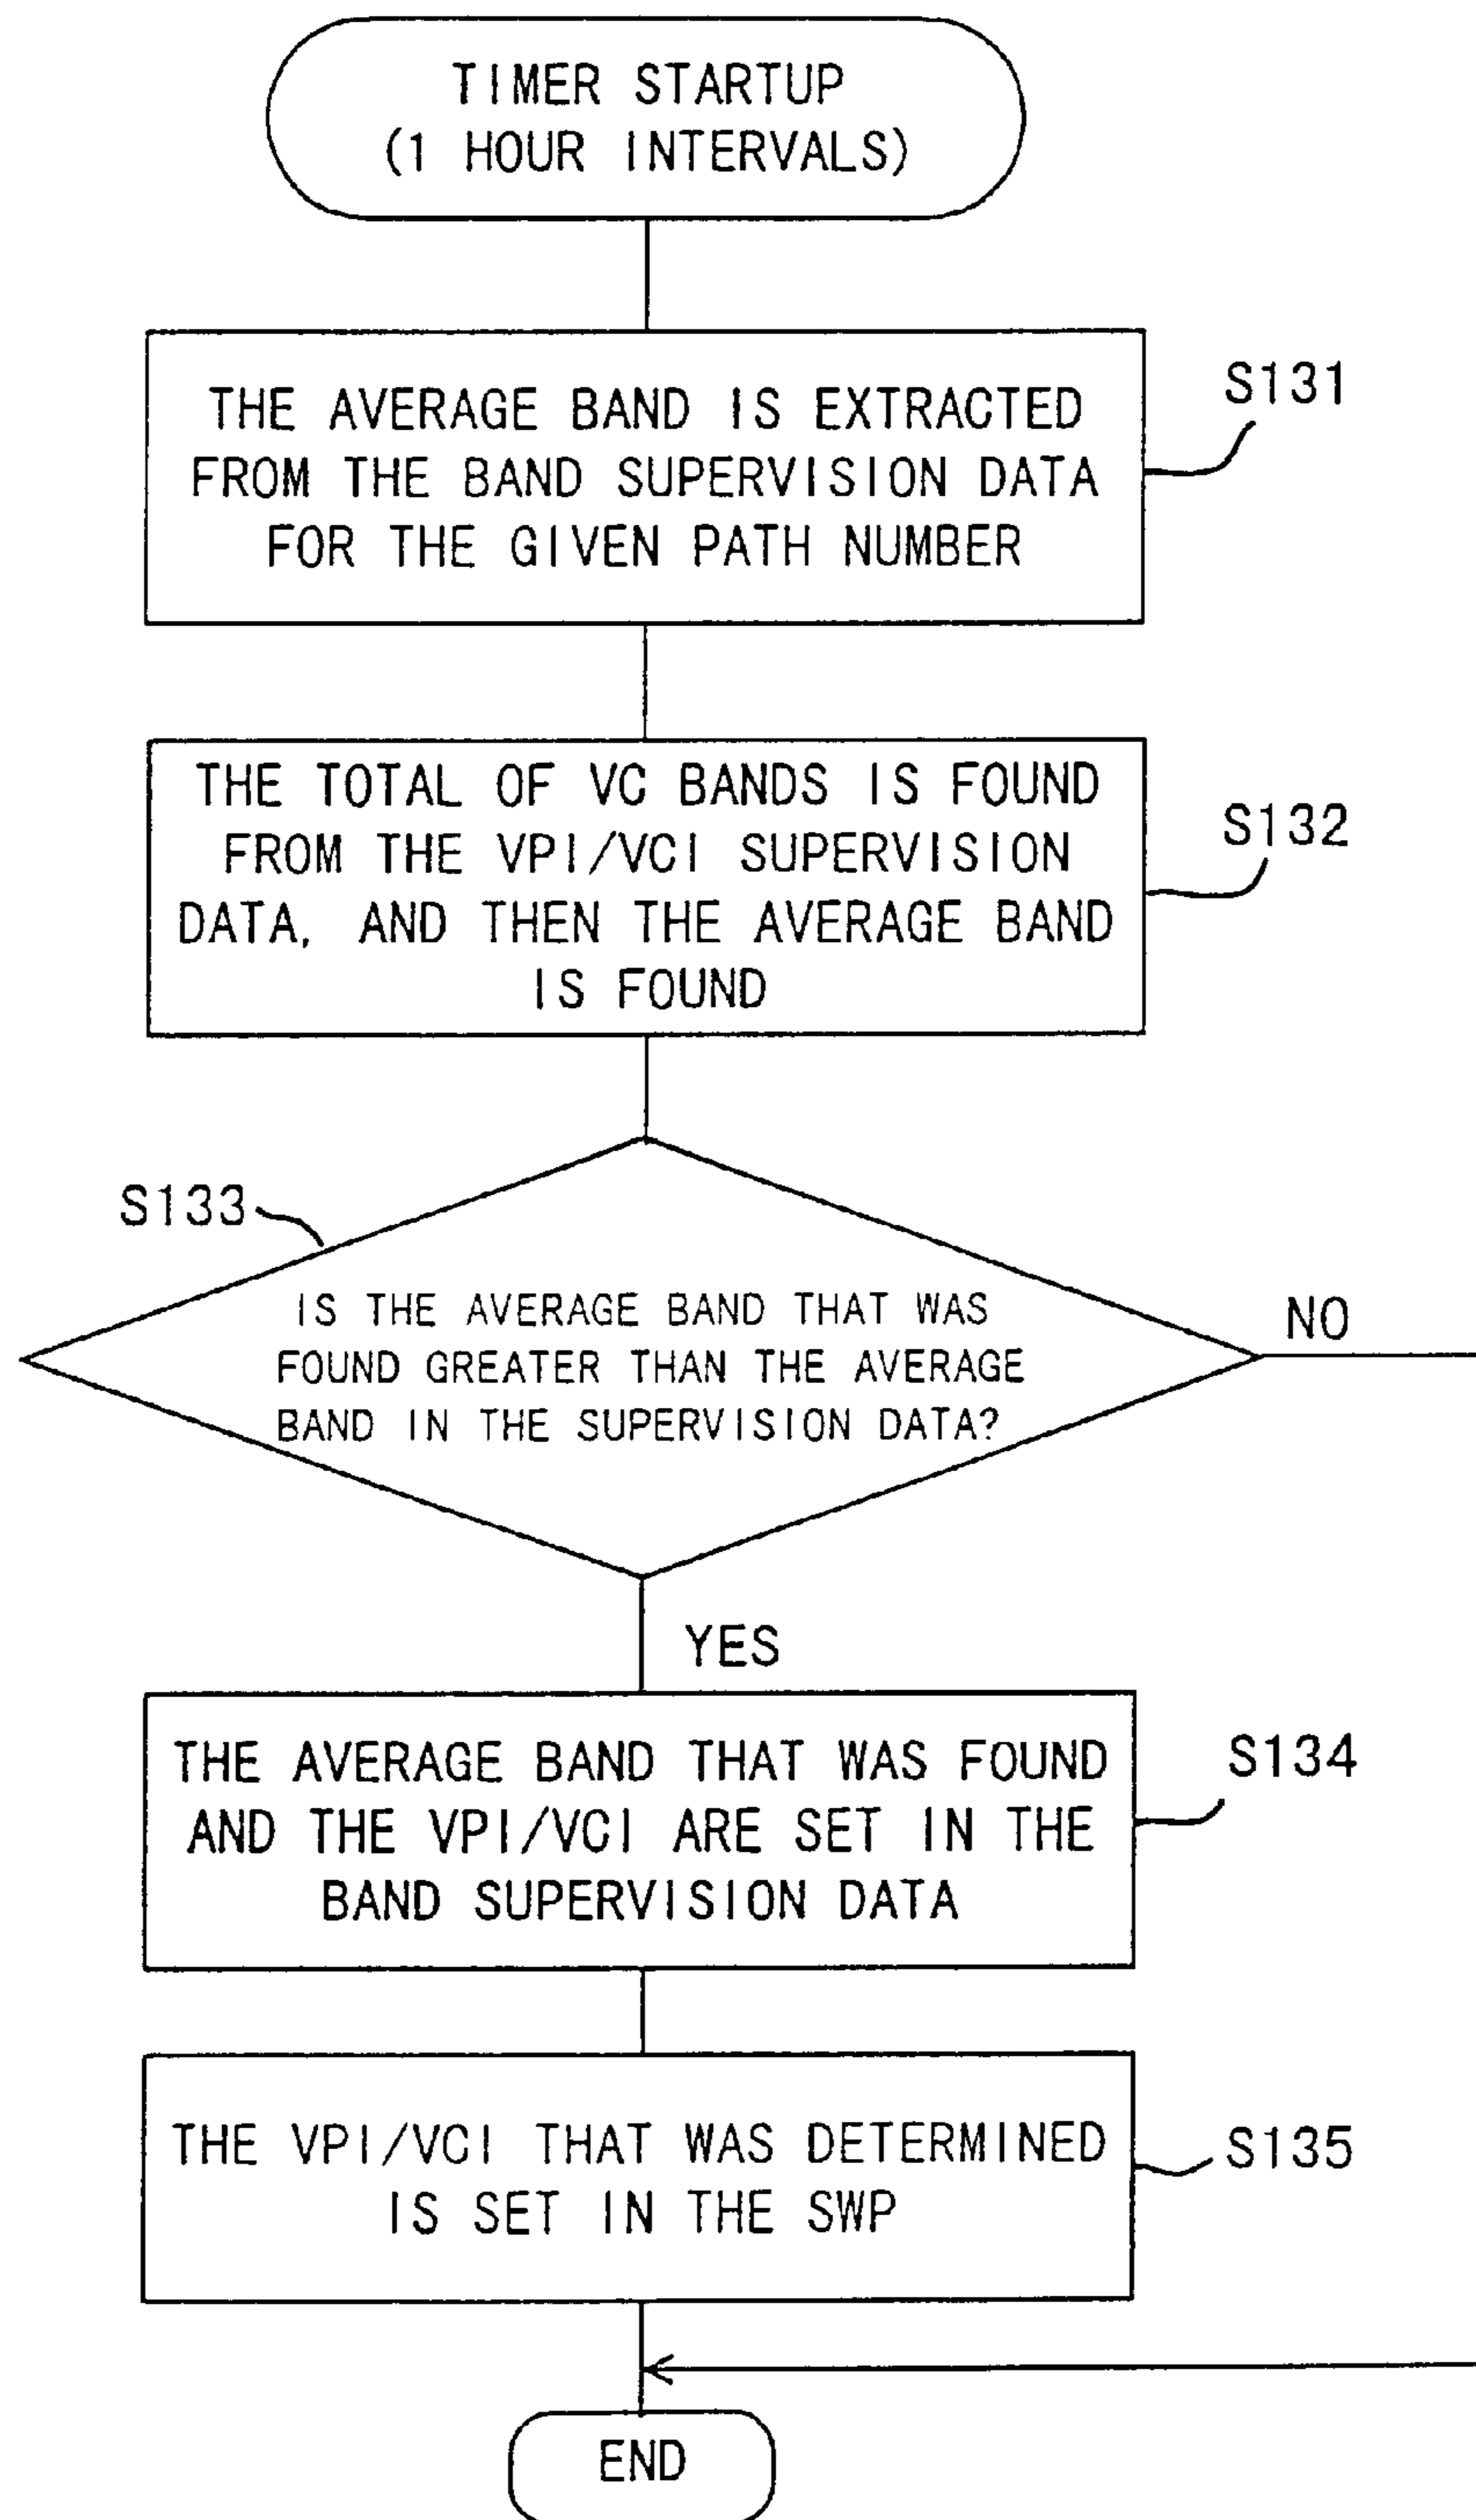 TIMER STARTUP
(1 HOUR INTERVALS)
THE AVERAGE BAND IS EXTRACTED
FROM THE BAND SUPERVISION DATA
FOR THE GIVEN PATH NUMBER
S131
THE TOTAL OF VC BANDS IS FOUND
FROM THE VPI/VCI SUPERVISION
DATA, AND THEN THE AVERAGE BAND
IS FOUND
S132
S133
IS THE AVERAGE BAND THAT WAS
FOUND GREATER THAN THE AVERAGE
BAND IN THE SUPERVISION DATA?
NO
YES
THE AVERAGE BAND THAT WAS FOUND
AND THE VPI/VCI ARE SET IN THE
BAND SUPERVISION DATA
S134
THE VPI/VCI THAT WAS DETERMINED
IS SET IN THE SWP
S135
END